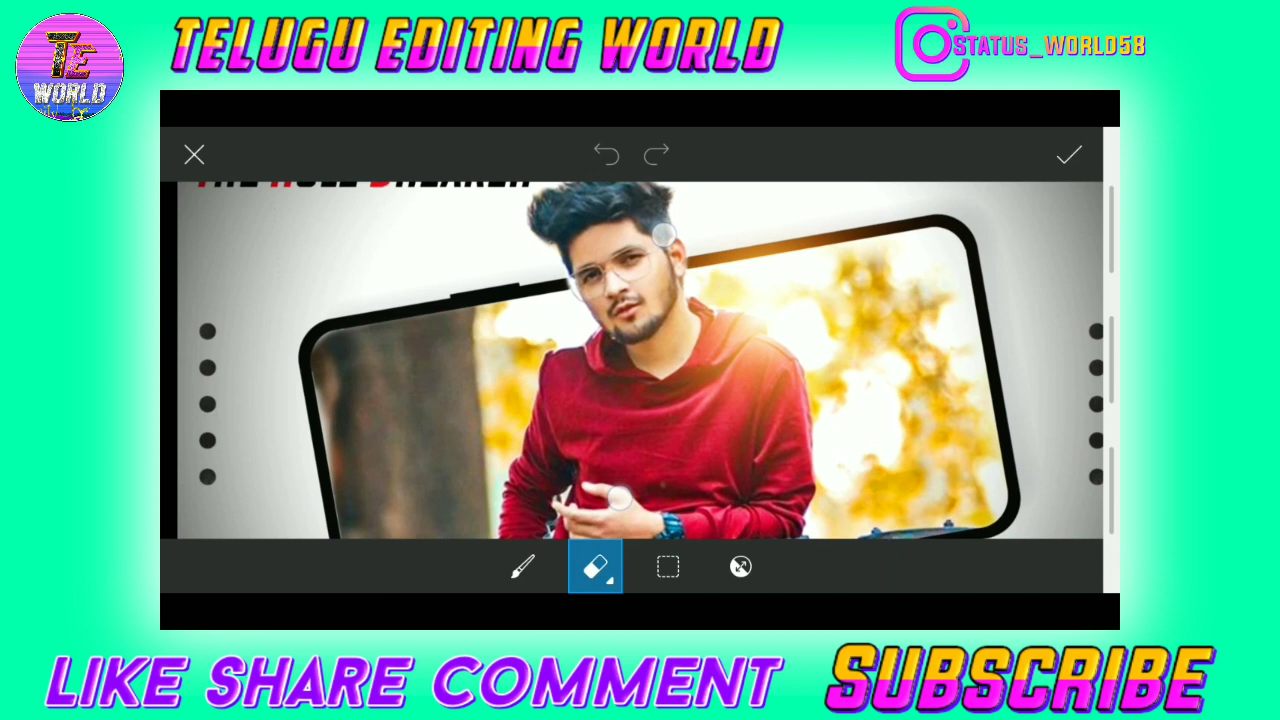 TELUGU EDITING WORLD
STATUS_WORLD58
TE
WORLD
LIKE SHARE COMMENT
SUBSCRIBE